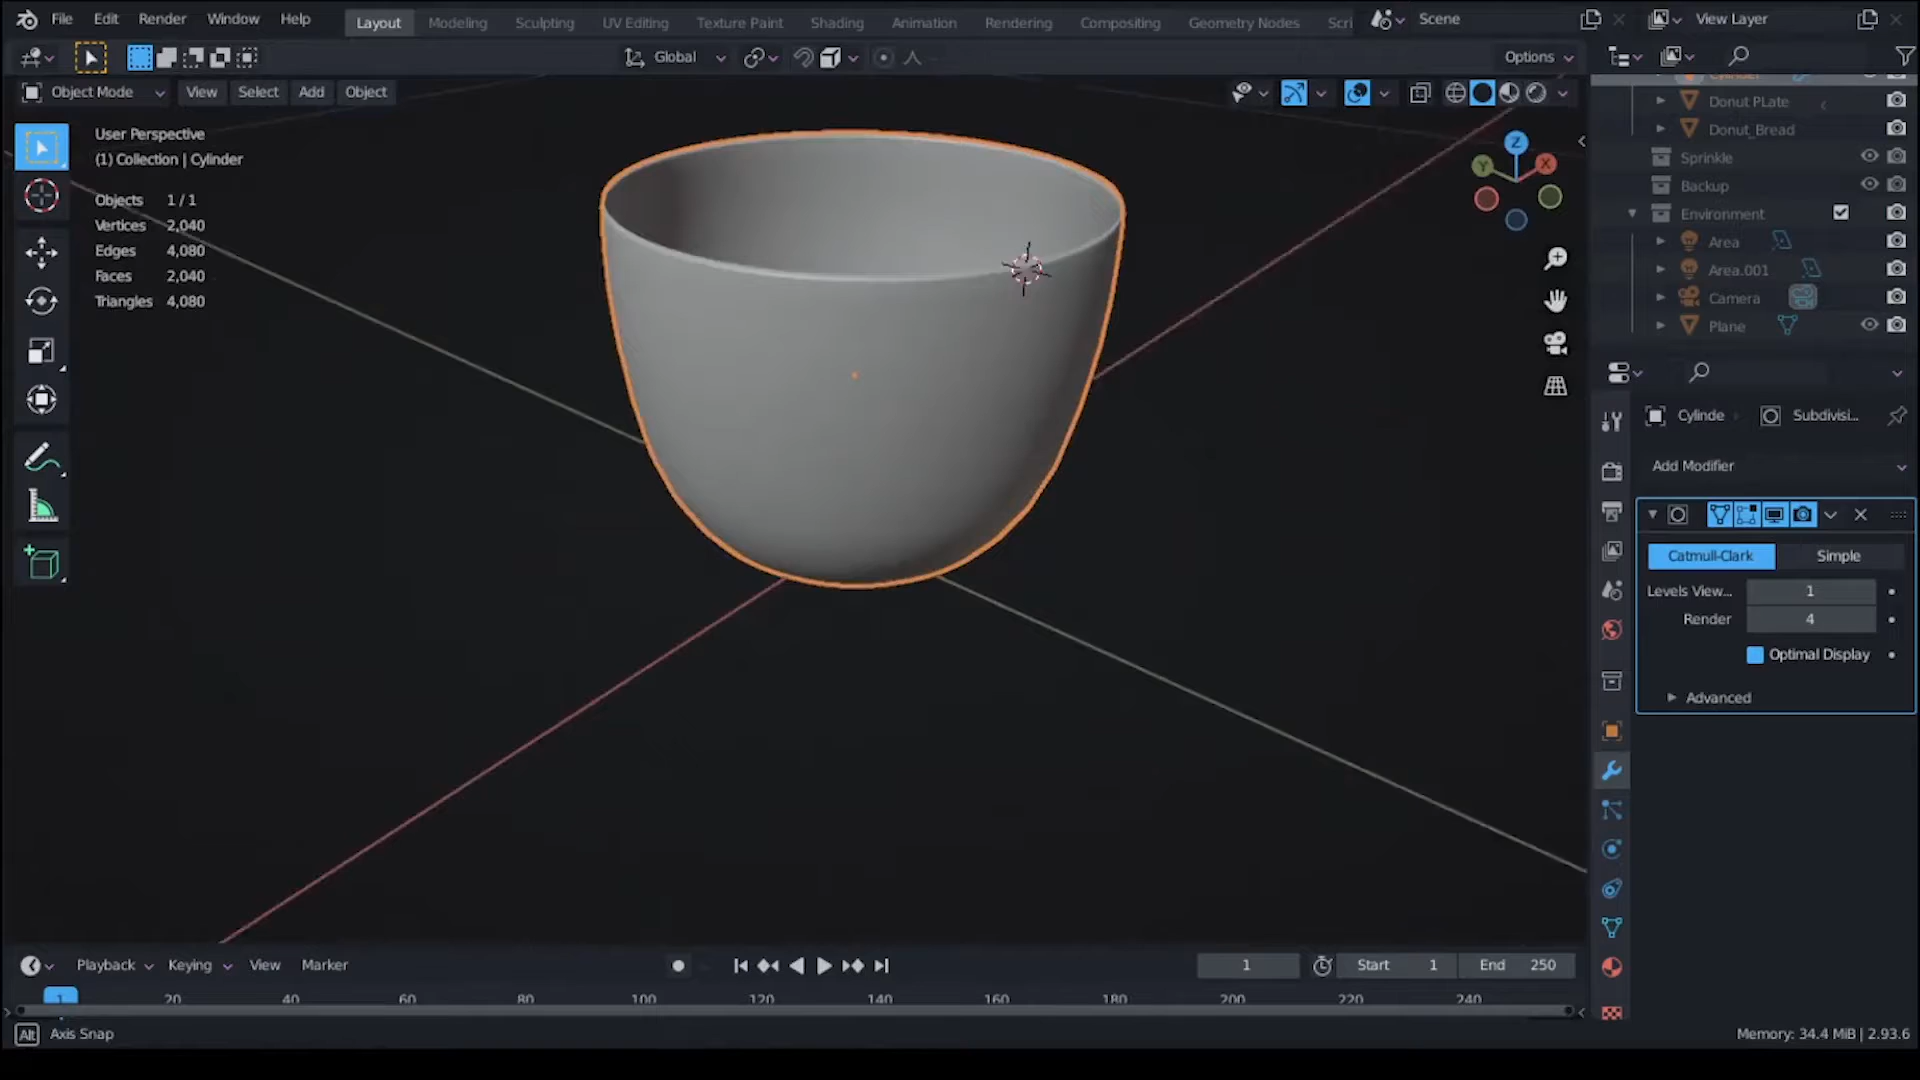 File Edit Render Window Cylinder Help Layout Modeling Sculpting UV Editing Texture Paint Shading Animation Rendering Compositing Geometry Nodes Scri Scene View Layer
Global Options
Object Mode View Select Add Object
User Perspective
(1) Collection | Cylinder
Objects 1 / 1
Vertices 2,040
Edges 4,080
Faces 2,040
Triangles 4,080
Z
Y
X
Cylinder
Donut PLate
Donut_Bread
Sprinkle
Backup
Environment
Area
Area.001
Camera
Plane
Cylinde Subdivisi...
Add Modifier
Catmull-Clark Simple
Levels View... 1
Render 4
Optimal Display
Advanced
Playback Keying View Marker 1 Start 1 End 250
1 20 40 60 80 100 120 140 160 180 200 220 240
Alt Axis Snap Memory: 34.4 MiB | 2.93.6